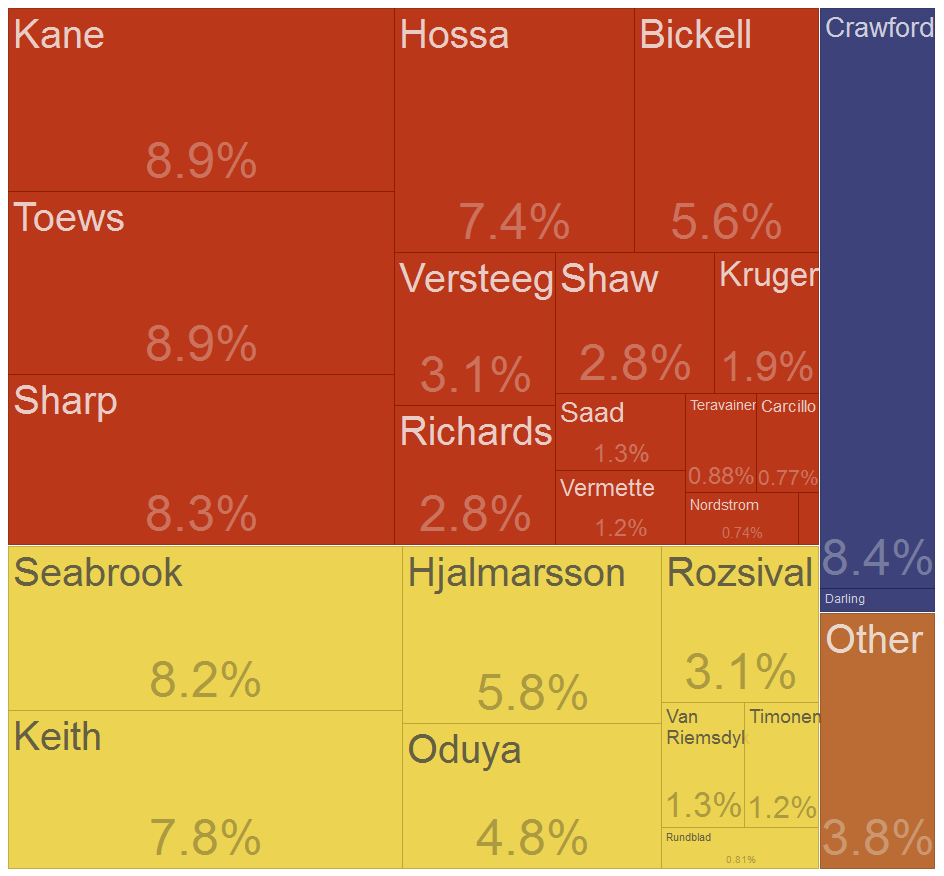 Kane
8.9%
Toews
8.9%
Sharp
8.3%
Hossa
7.4%
Bickell
5.6%
Versteeg
3.1%
Shaw
2.8%
Kruger
1.9%
Richards
2.8%
Saad
1.3%
Vermette
1.2%
Teravainen
0.88%
Carcillo
0.77%
Nordstrom
0.74%
Seabrook
8.2%
Keith
7.8%
Hjalmarsson
5.8%
Oduya
4.8%
Rozsival
3.1%
Van
Riemsdyk
1.3%
Timonen
1.2%
Rundblad
0.81%
Crawford
8.4%
Darling
Other
3.8%